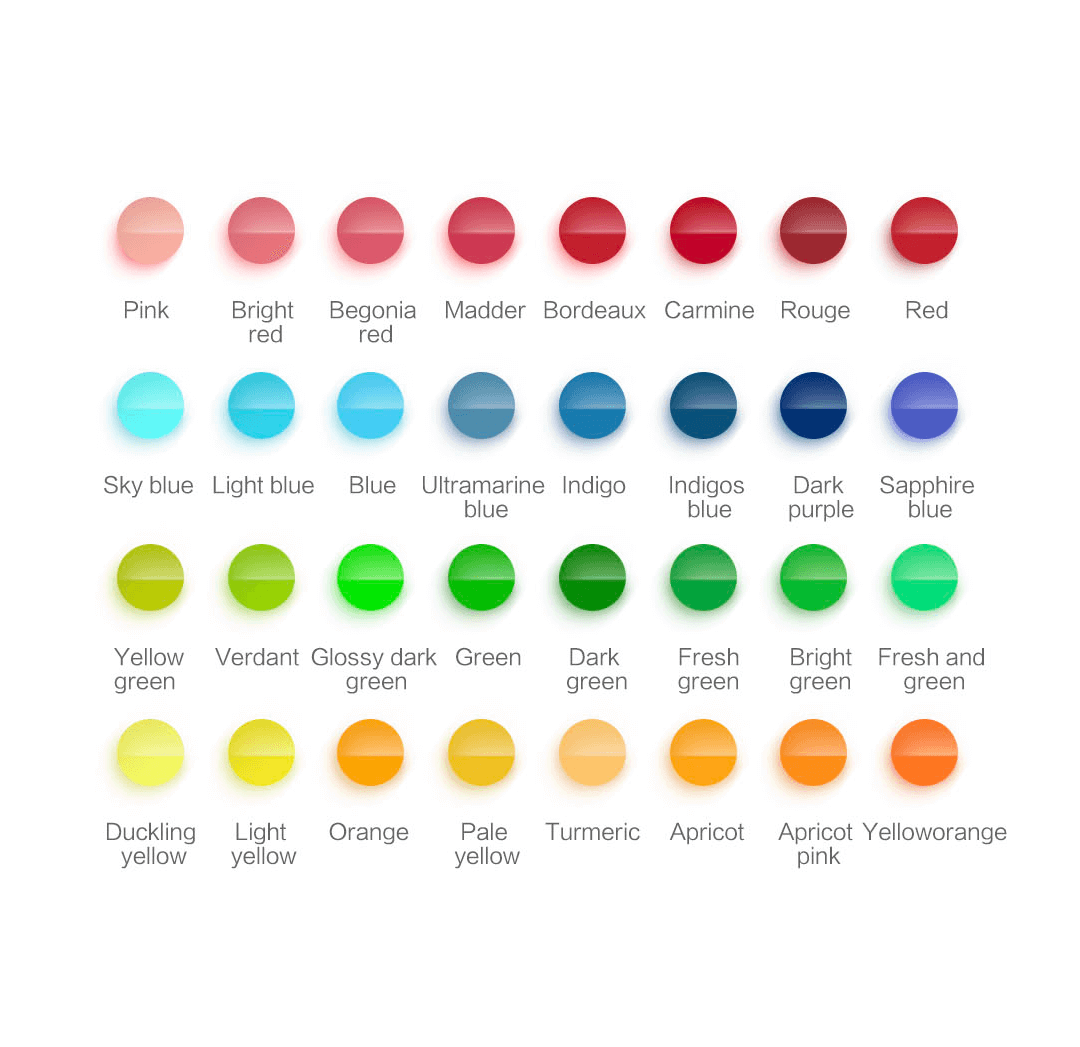 Pink
Bright
red
Begonia
red
Madder
Bordeaux
Carmine
Rouge
Red
Sky blue
Light blue
Blue
Ultramarine
blue
Indigo
Indigos
blue
Dark
purple
Sapphire
blue
Yellow
green
Verdant
Glossy dark
green
Green
Dark
green
Fresh
green
Bright
green
Fresh and
green
Duckling
yellow
Light
yellow
Orange
Pale
yellow
Turmeric
Apricot
Apricot
pink
Yelloworange